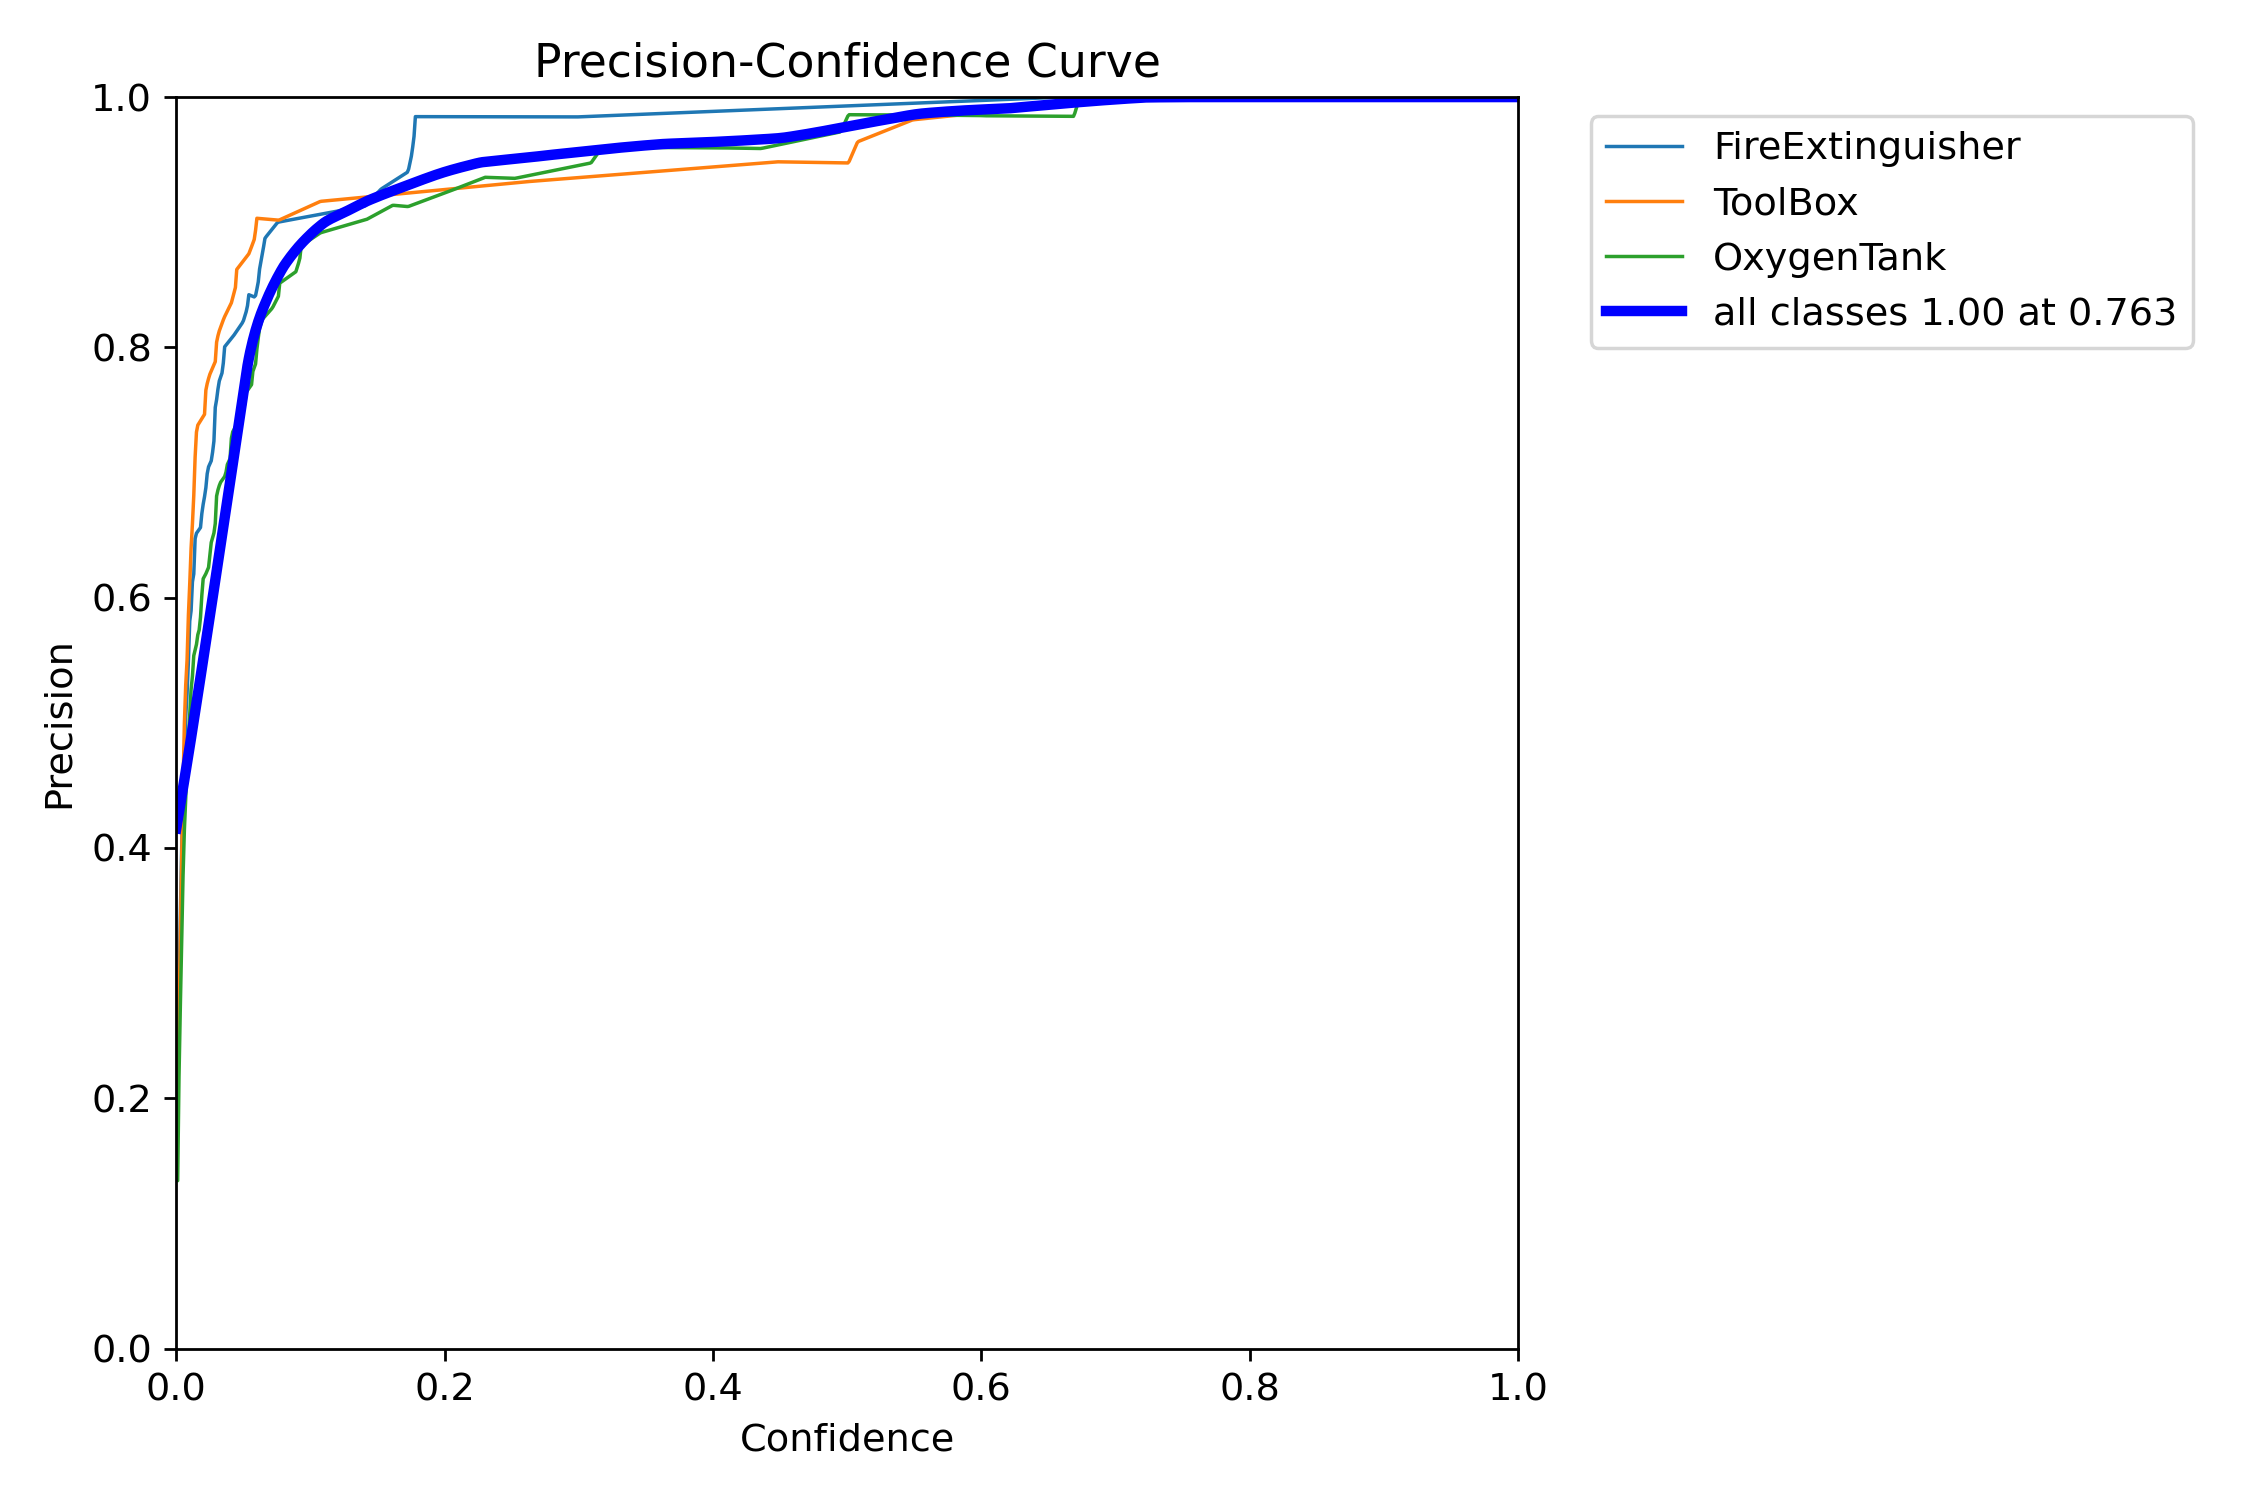 Precision-Confidence Curve
1.0
0.8
0.6
0.4
0.2
0.0
Precision
0.0 0.2 0.4 0.6 0.8 1.0
Confidence
FireExtinguisher
ToolBox
OxygenTank
all classes 1.00 at 0.763